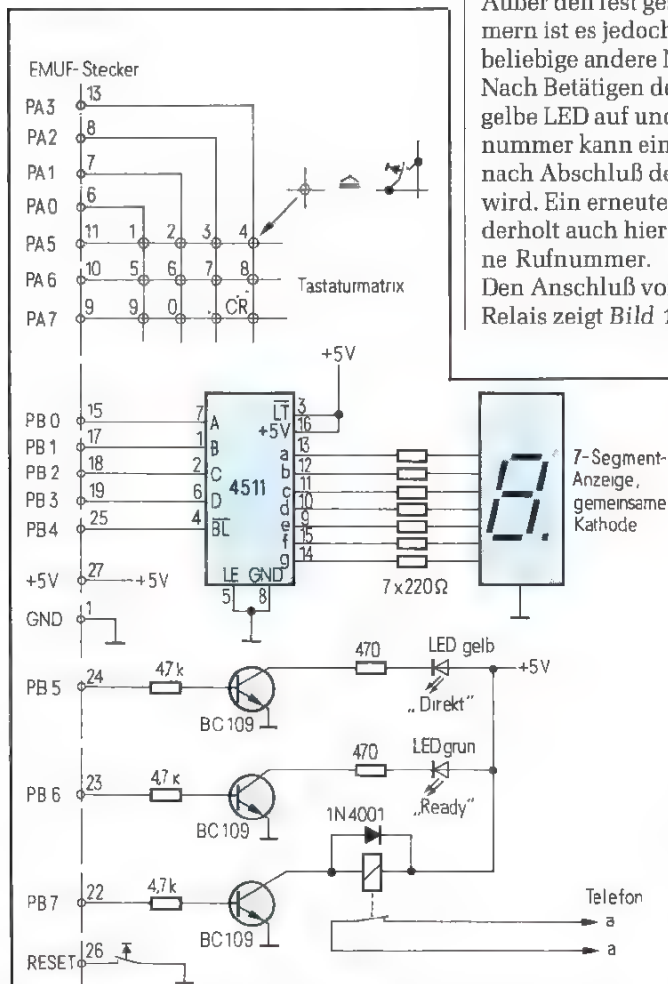 Außer den fest ge
mern ist es jedoch
beliebige andere
Nach Betätigen de
gelbe LED auf und
nummer kann ein
nach Abschluß de
wird. Ein erneute
derholt auch hier
ne Rufnummer.
Den Anschluß vo
Relais zeigt Bild 1
EMUF-Stecker
PA3 13
PA2 8
PA1 7
PA0 6
PA5 11 1 2 3 4
PA6 10 5 6 7 8
PA7 9 9 0 . CR
Tastaturmatrix
+5V
PB0 15 7 A
PB1 17 1 B
PB2 18 2 C
PB3 19 6 D
PB4 25 4 BL
4511
LT 3
+5V 16
a 13
b 12
c 11
d 10
e 9
f 15
g 14
LE GND
5 8
7x220Ω
7-Segment-
Anzeige,
gemeinsame
Kathode
+5V 27 +5V
GND 1
PB5 24 4,7k
BC109
470
LED gelb
„Direkt"
+5V
PB6 23 4,7k
BC109
470
LED grun
„Ready"
1N4001
PB7 22 4,7k
BC109
Telefon
a
a
RESET 26